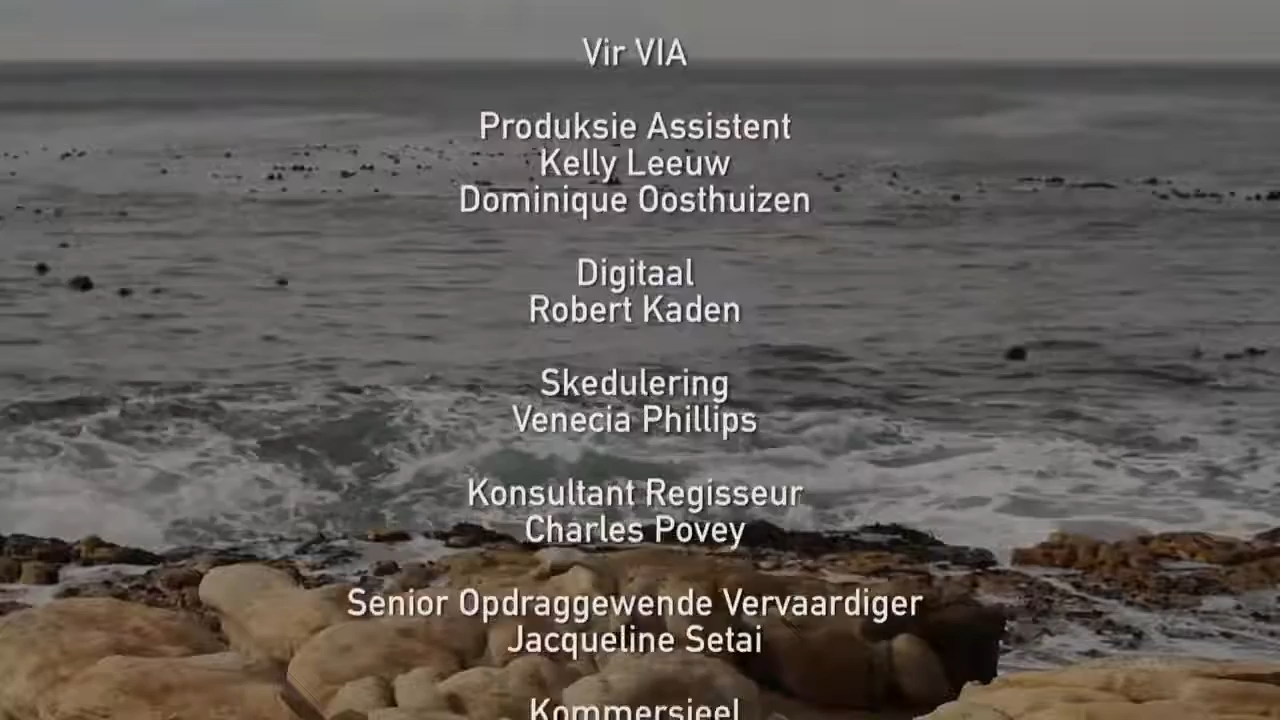 Vir VIA
Produksie Assistent
Kelly Leeuw
Dominique Oosthuizen
Digitaal
Robert Kaden
Skedulering
Venecia Phillips
Konsultant Regisseur
Charles Povey
Senior Opdraggewende Vervaardiger
Jacqueline Setai
Kommersieel